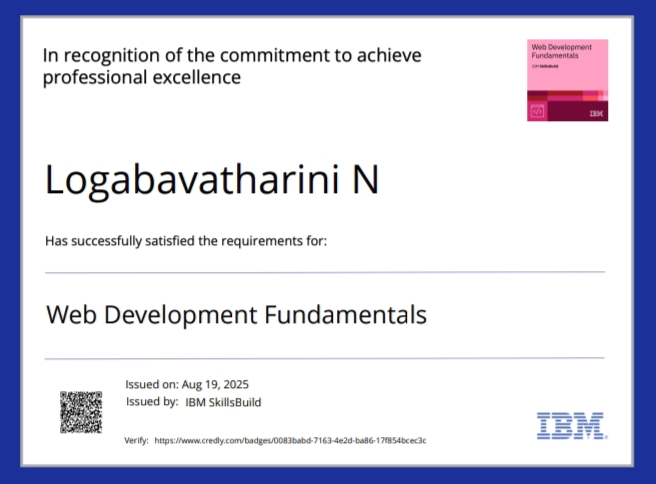 In recognition of the commitment to achieve
professional excellence
Web Development
Fundamentals
IBM SkillsBuild
IBM
Logabavatharini N
Has successfully satisfied the requirements for:
Web Development Fundamentals
Issued on: Aug 19, 2025
Issued by: IBM SkillsBuild
Verify: https://www.credly.com/badges/0083babd-7163-4e2d-ba86-17f854bcec3c
IBM